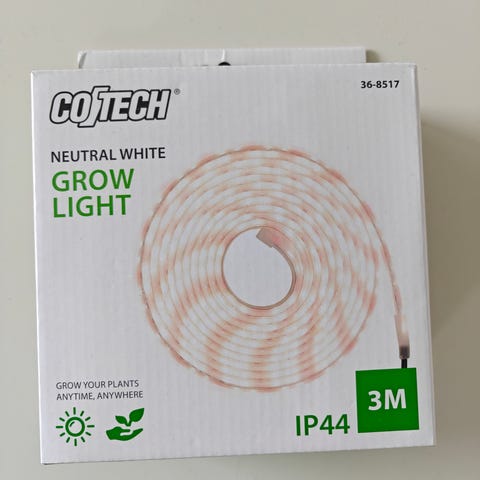 COTECH®
36-8517
NEUTRAL WHITE
GROW
LIGHT
GROW YOUR PLANTS
ANYTIME, ANYWHERE
IP44
3M